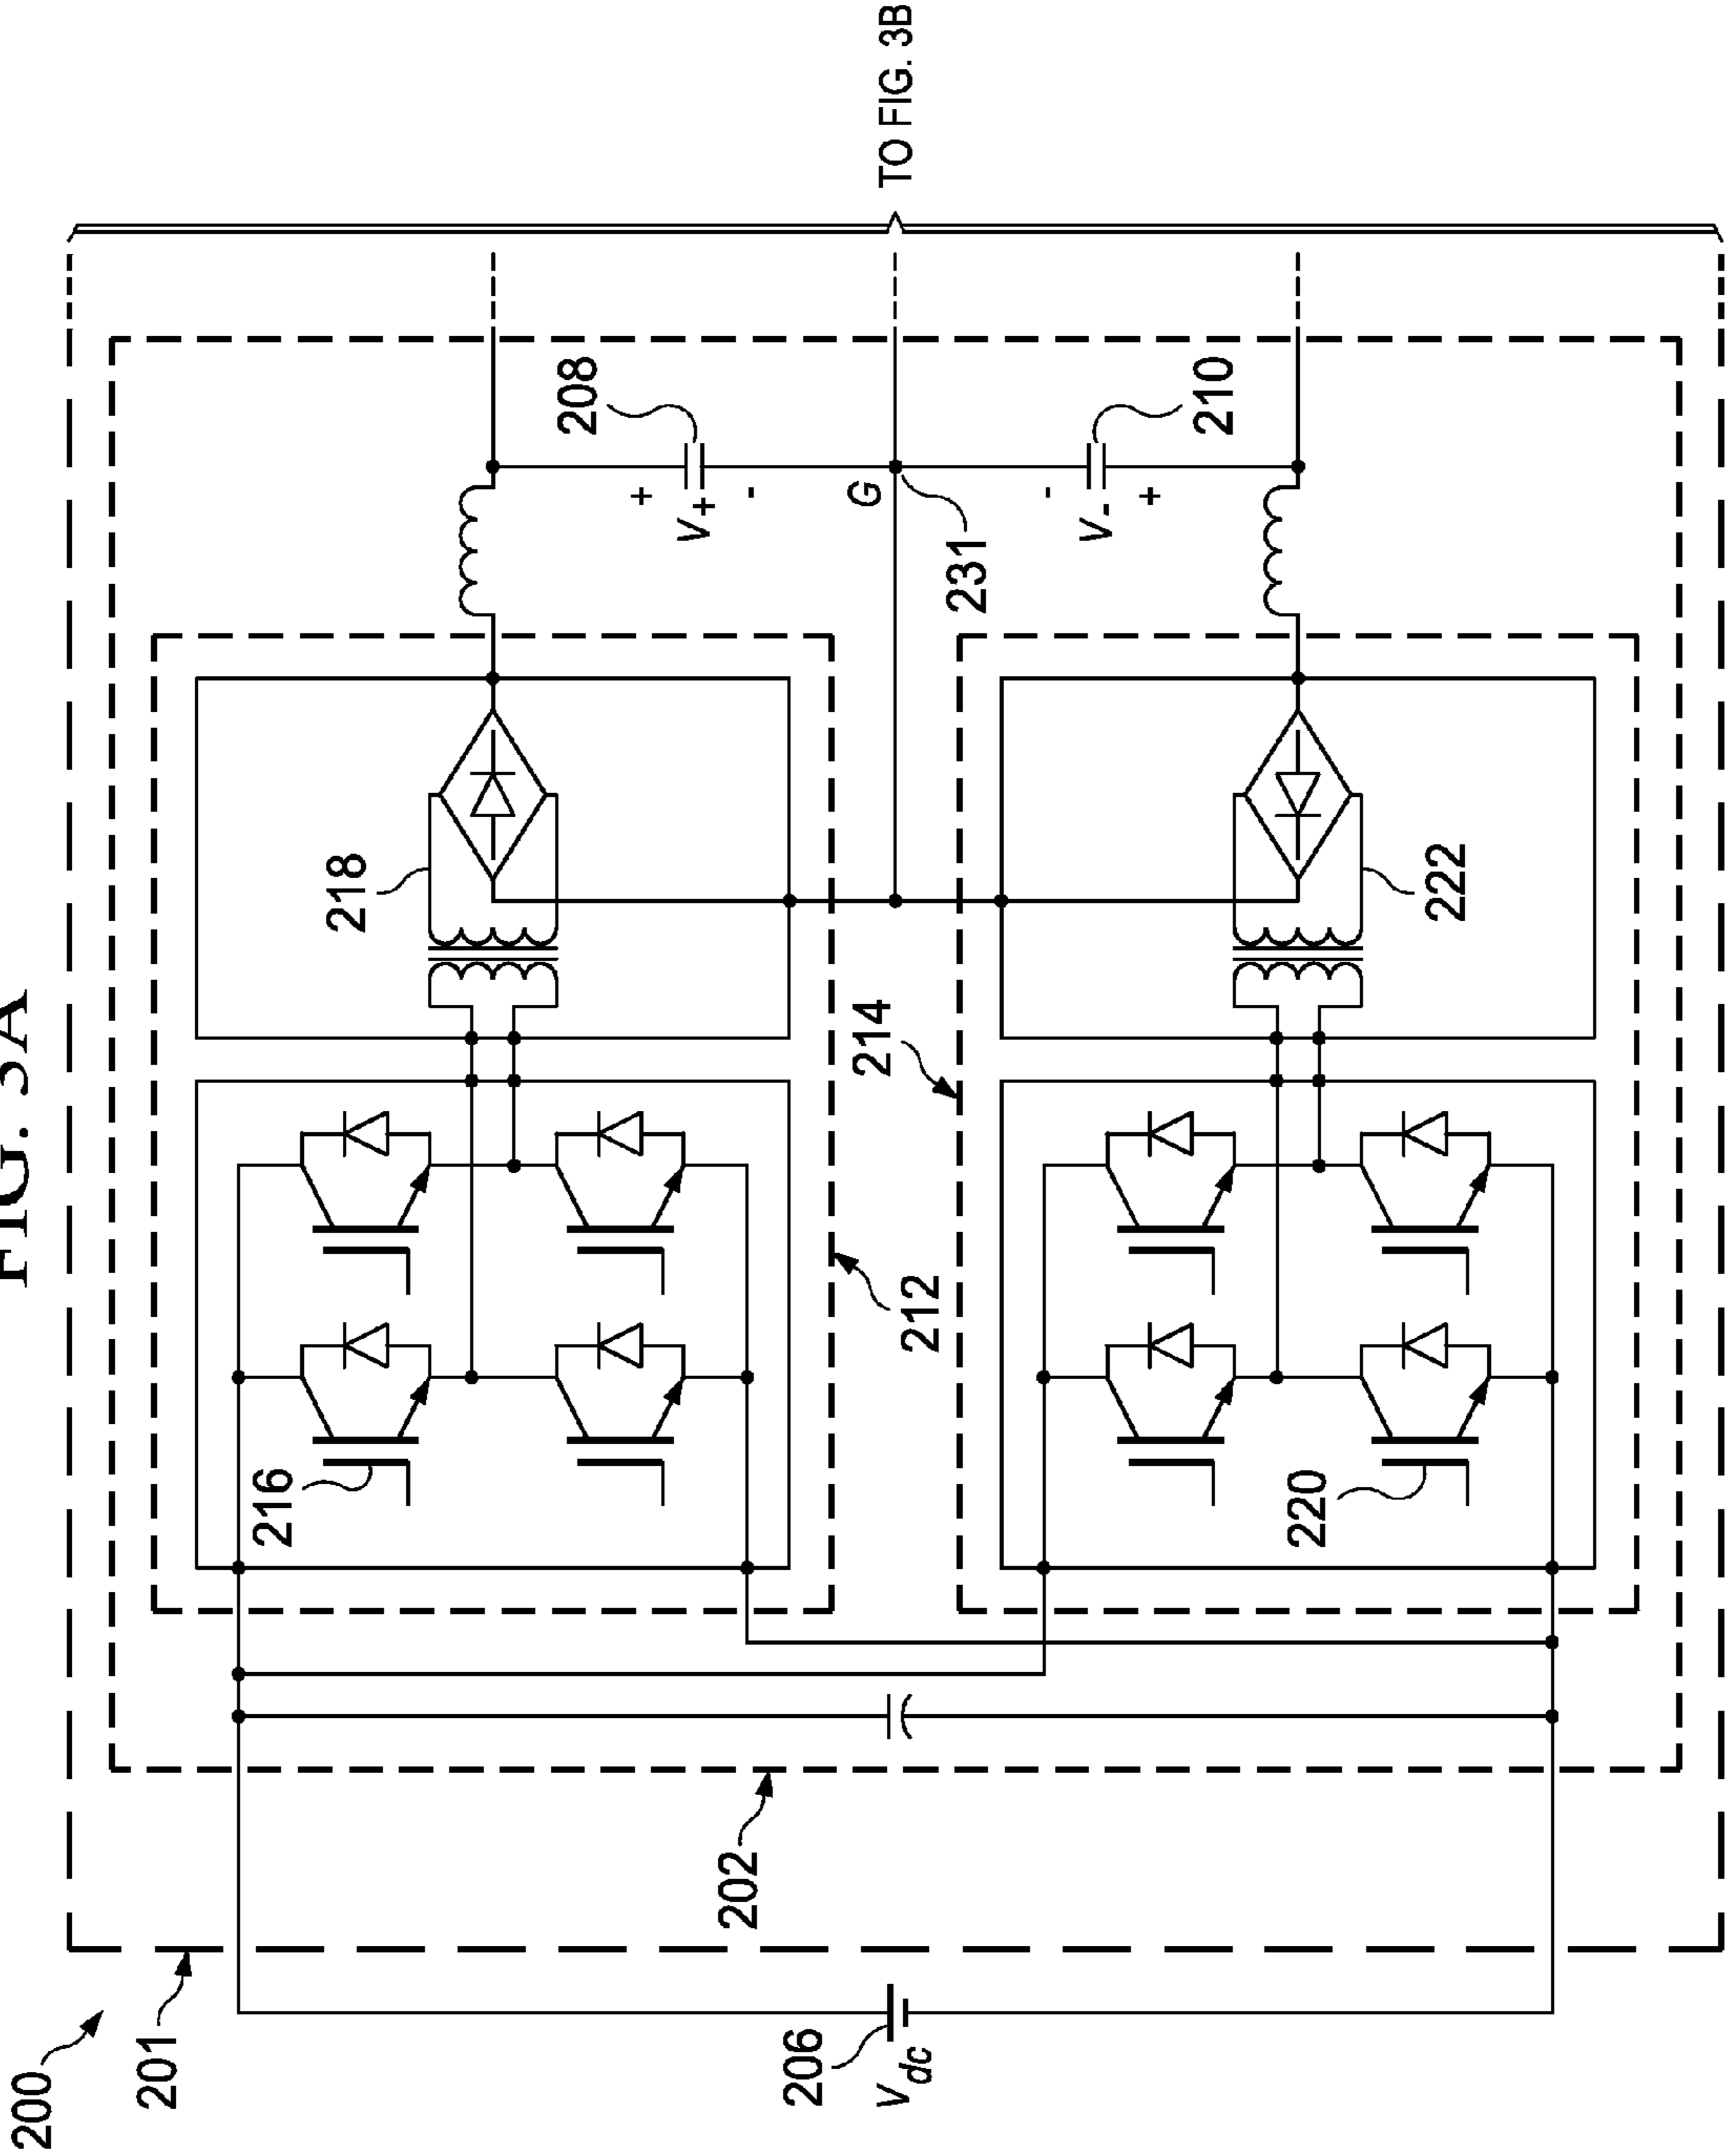 FIG. 3A
200
201
202
206
Vdc
216
218
212
214
220
222
208
+
V+
-
G
231
-
V-
+
210
TO FIG. 3B